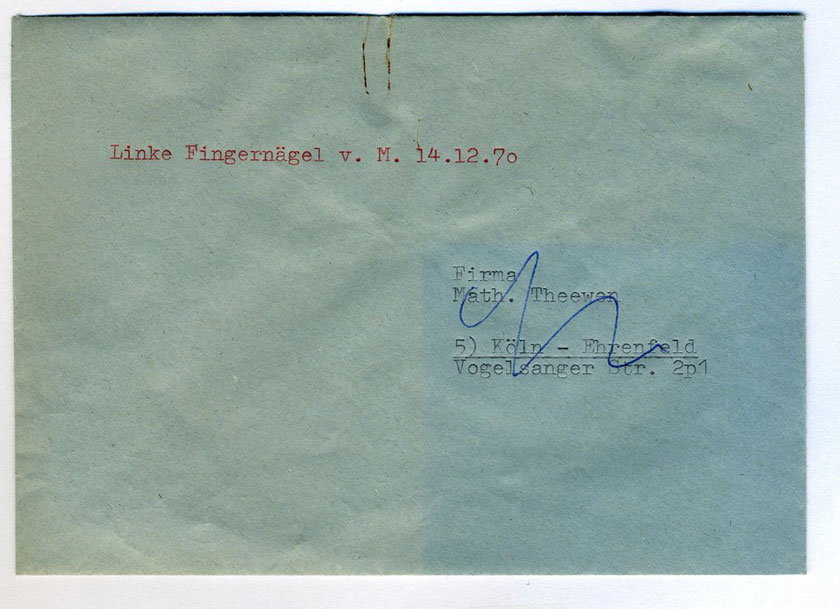 Linke Fingernägel v. M. 14.12.7o
Firma
Math. Theewen
5) Köln - Ehrenfeld
Vogelsanger Str. 2p1